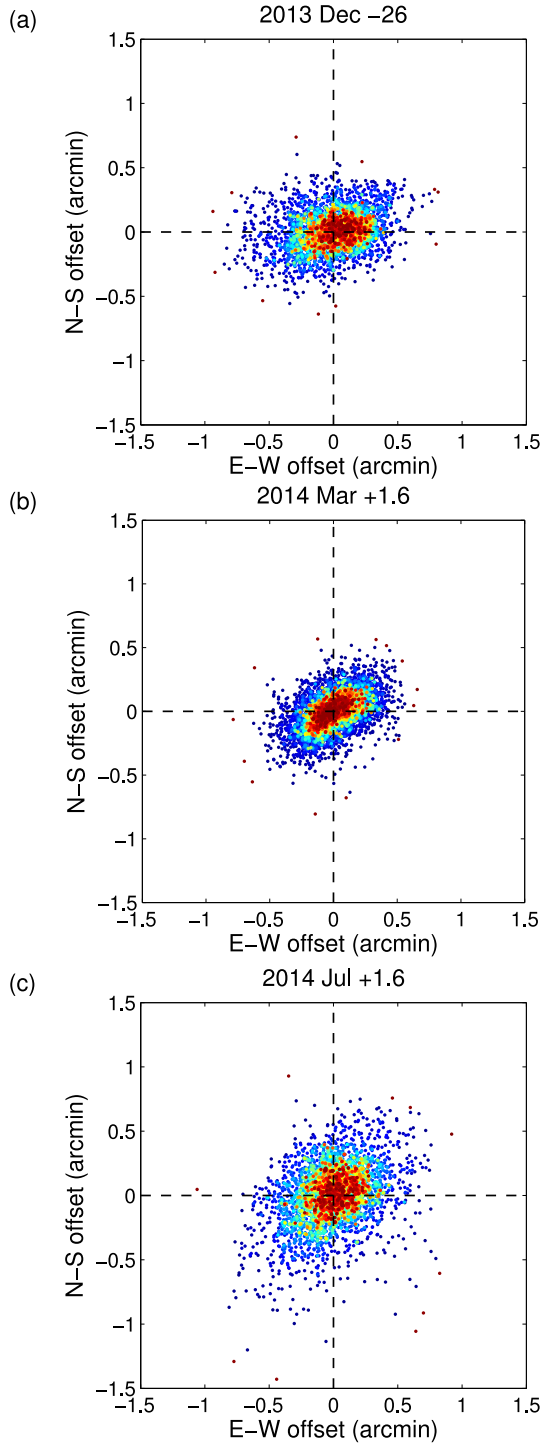 (a)
2013 Dec −26
1.5
1
0.5
0
−0.5
−1
−1.5
N−S offset (arcmin)
−1.5 −1 −0.5 0 0.5 1 1.5
E−W offset (arcmin)
(b)
2014 Mar +1.6
1.5
1
0.5
0
−0.5
−1
−1.5
N−S offset (arcmin)
−1.5 −1 −0.5 0 0.5 1 1.5
E−W offset (arcmin)
(c)
2014 Jul +1.6
1.5
1
0.5
0
−0.5
−1
−1.5
N−S offset (arcmin)
−1.5 −1 −0.5 0 0.5 1 1.5
E−W offset (arcmin)